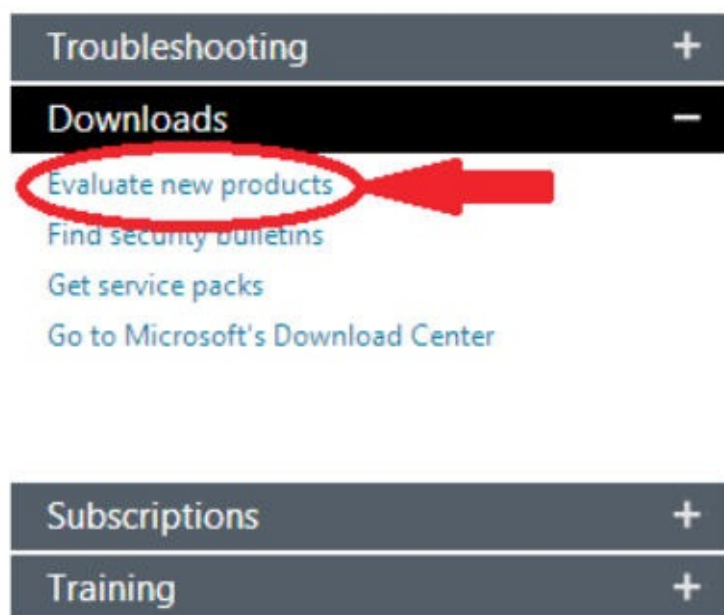 Troubleshooting +
Downloads –
Evaluate new products
Find security bulletins
Get service packs
Go to Microsoft's Download Center
Subscriptions +
Training +